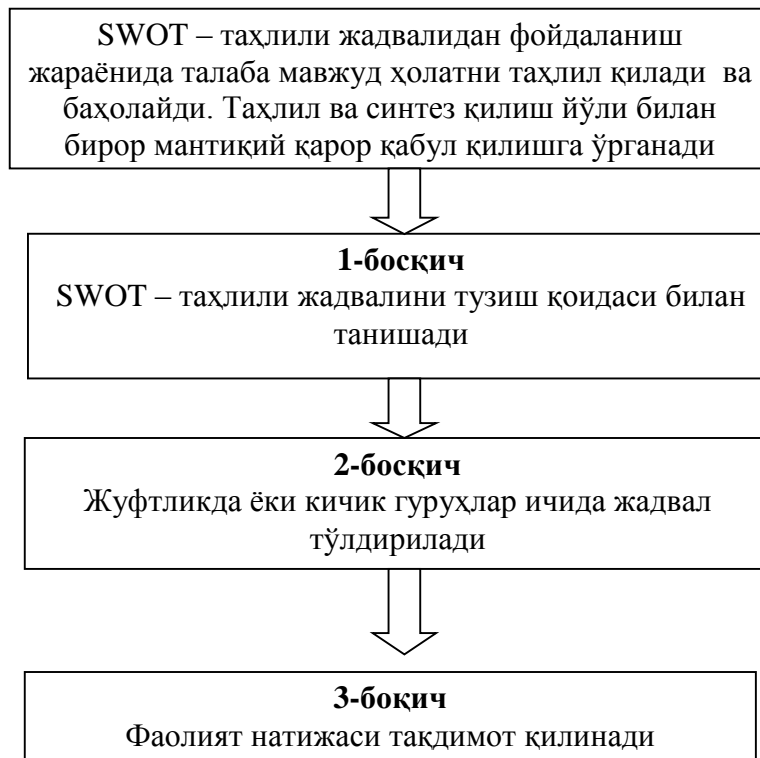 SWOT – таҳлили жадвалидан фойдаланиш
жараёнида талаба мавжуд ҳолатни таҳлил қилади ва
баҳолайди. Таҳлил ва синтез қилиш йўли билан
бирор мантиқий қарор қабул қилишга ўрганади
1-босқич
SWOT – таҳлили жадвалини тузиш қоидаси билан
танишади
2-босқич
Жуфтликда ёки кичик гуруҳлар ичида жадвал
тўлдирилади
3-боқич
Фаолият натижаси тақдимот қилинади